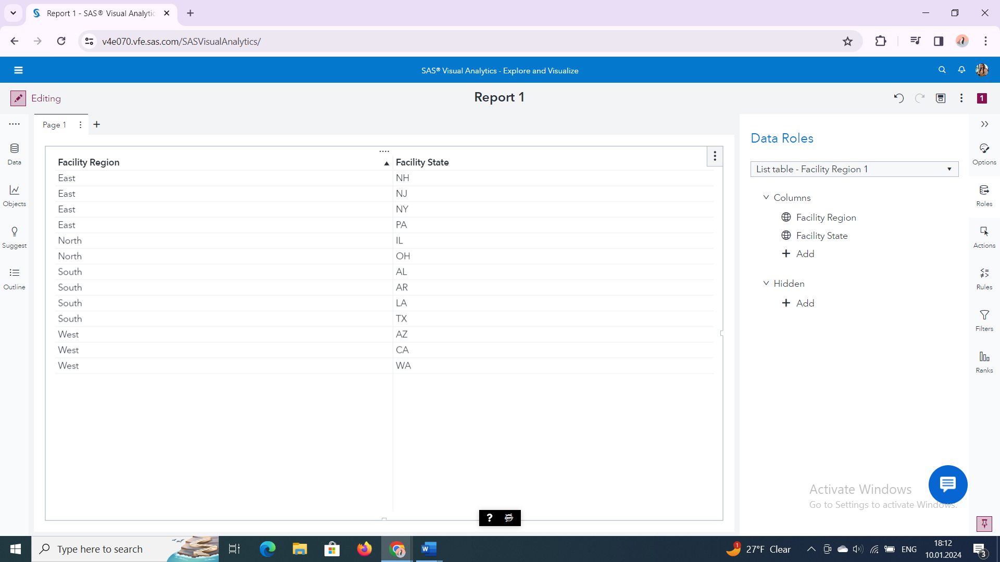 Report 1 - SAS® Visual Analytic
v4e070.vfe.sas.com/SASVisualAnalytics/
SAS® Visual Analytics - Explore and Visualize
Editing
Report 1
1
Page 1
Data
Objects
Suggest
Outline
Facility Region Facility State
East NH
East NJ
East NY
East PA
North IL
North OH
South AL
South AR
South LA
South TX
West AZ
West CA
West WA
Data Roles
List table - Facility Region 1
Columns
Facility Region
Facility State
+ Add
Hidden
+ Add
Options
Roles
Actions
Rules
Filters
Ranks
Activate Windows
Go to Settings to activate Windows.
?
Type here to search
W
1
27°F Clear
ENG
18:12
10.01.2024
3